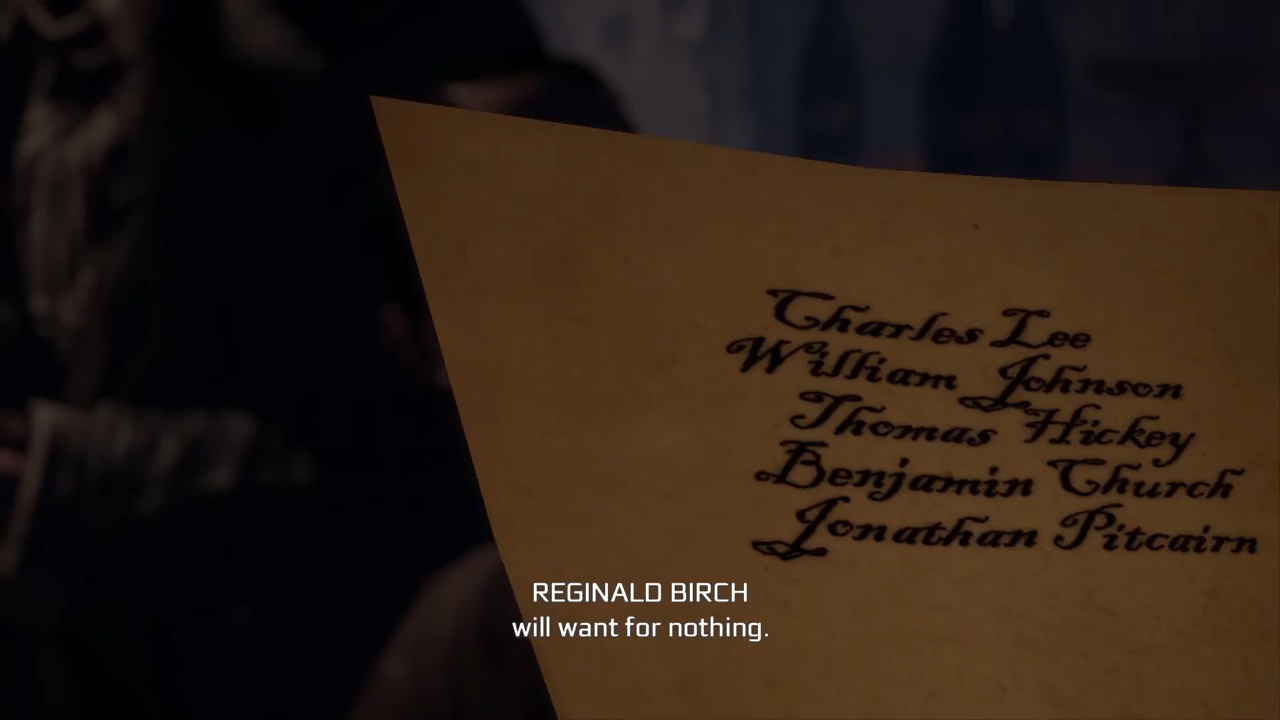 Charles Lee
William Johnson
Thomas Hickey
Benjamin Church
Jonathan Pitcairn
REGINALD BIRCH
will want for nothing.